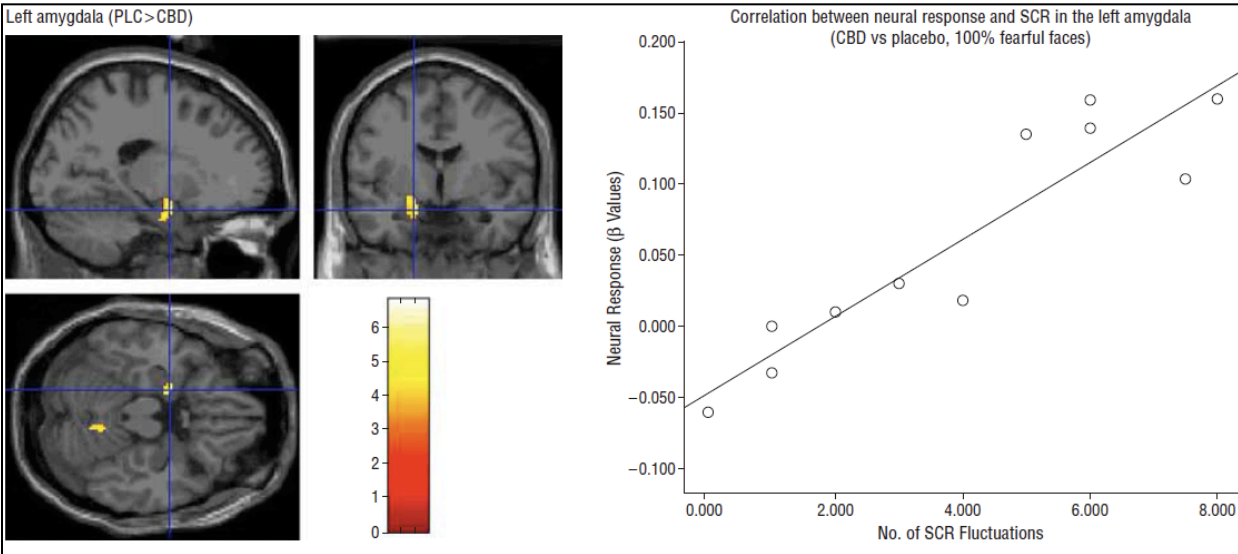 Left amygdala (PLC>CBD)
6
5
4
3
2
1
0
Correlation between neural response and SCR in the left amygdala
(CBD vs placebo, 100% fearful faces)
Neural Response (β Values)
0.200
0.150
0.100
0.050
0.000
−0.050
−0.100
0.000 2.000 4.000 6.000 8.000
No. of SCR Fluctuations